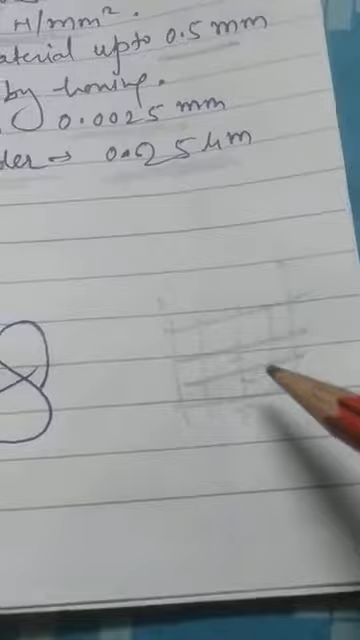 H/mm².
aterial upto 0.5 mm
by honing.
0.0025 mm
der → 0.25 μm